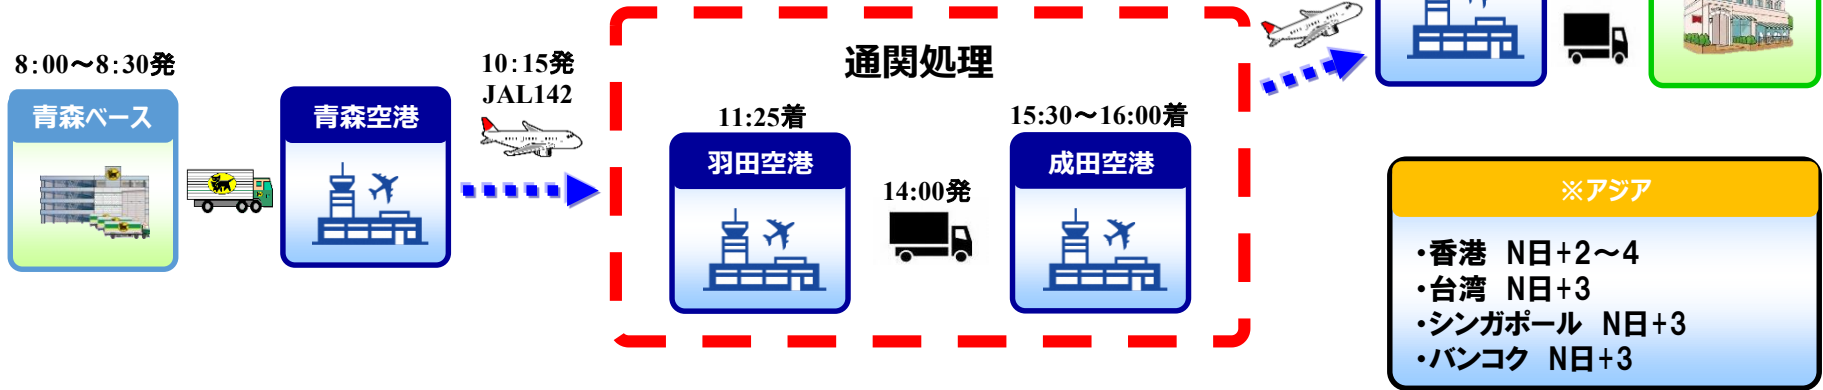 8:00～8:30発
青森ベース
青森空港
10:15発
JAL142
通関処理
11:25着
羽田空港
14:00発
15:30～16:00着
成田空港
※アジア
・香港 N日+2～4
・台湾 N日+3
・シンガポール N日+3
・バンコク N日+3